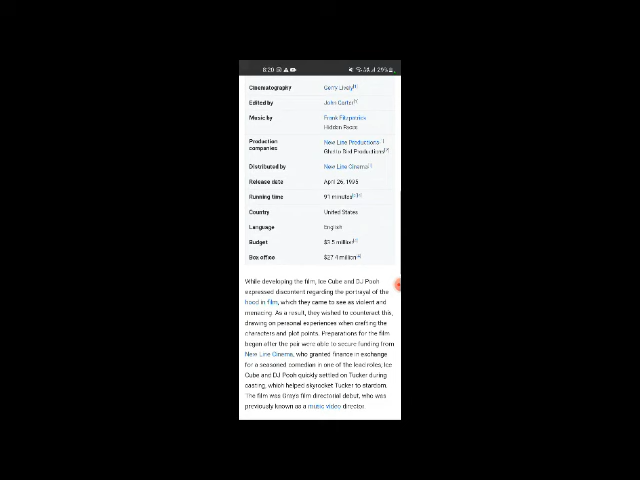 8:20 29%
Cinematography Gerry Lively[1]
Edited by John Carter[1]
Music by Frank Fitzpatrick
Hidden Faces
Production companies New Line Productions[1]
Ghetto Bird Productions[2]
Distributed by New Line Cinema[1]
Release date April 26, 1995
Running time 91 minutes
Country United States
Language English
Budget $3.5 million
Box office $27.4 million
While developing the film, Ice Cube and DJ Pooh
expressed discontent regarding the portrayal of the
hood in film, which they came to see as violent and
menacing. As a result, they wished to counteract this,
drawing on personal experiences when crafting the
characters and plot points. Preparations for the film
began after the pair were able to secure funding from
New Line Cinema, who granted finance in exchange
for a seasoned comedian in one of the lead roles, Ice
Cube and DJ Pooh quickly settled on Tucker during
casting, which helped skyrocket Tucker to stardom.
The film was Gray's film directorial debut, who was
previously known as a music video director.